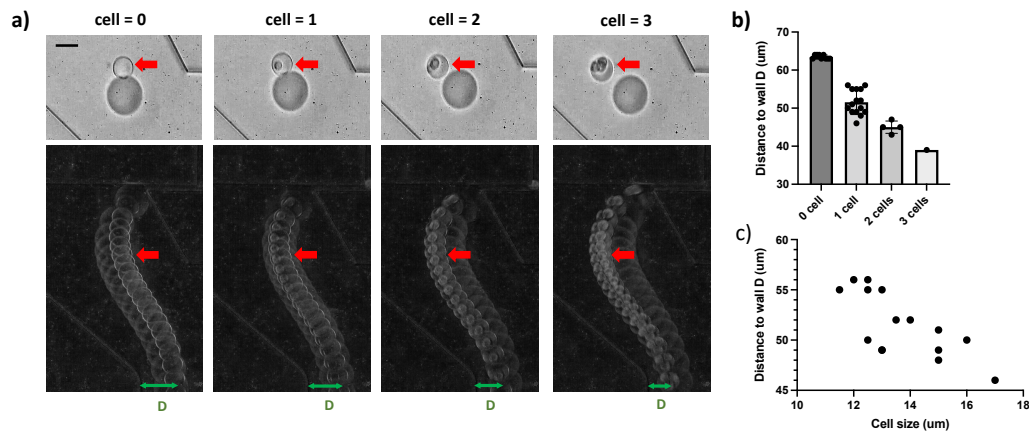 a)
cell = 0
cell = 1
cell = 2
cell = 3
D
D
D
D
b)
Distance to wall D (um)
70
60
50
40
30
0 cell
1 cell
2 cells
3 cells
c)
Distance to wall D (um)
60
55
50
45
10
12
14
16
18
Cell size (um)